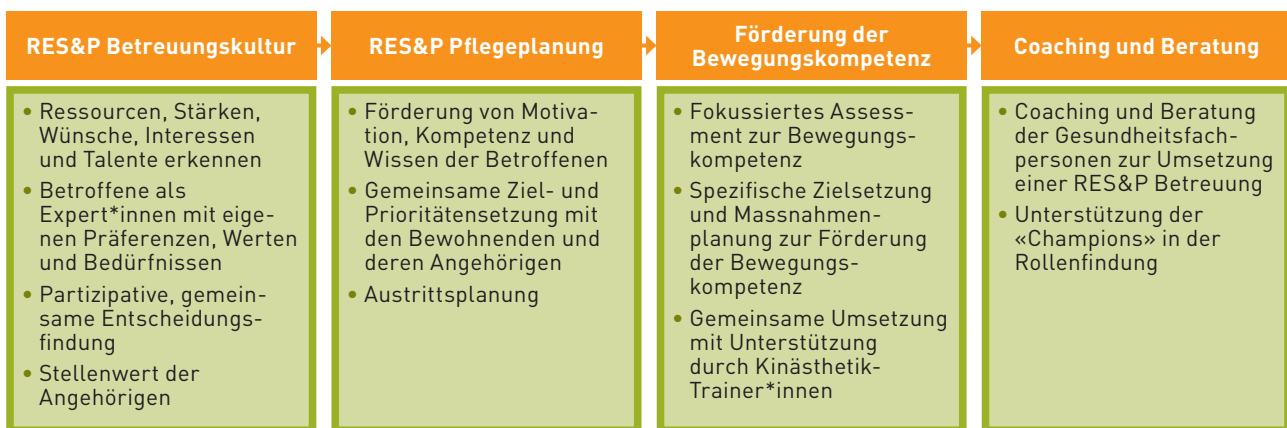 RES&P Betreuungskultur
• Ressourcen, Stärken,
Wünsche, Interessen
und Talente erkennen
• Betroffene als
Expert*innen mit eige-
nen Präferenzen, Werten
und Bedürfnissen
• Partizipative, gemein-
same Entscheidungs-
findung
• Stellenwert der
Angehörigen
RES&P Pflegeplanung
• Förderung von Motiva-
tion, Kompetenz und
Wissen der Betroffenen
• Gemeinsame Ziel- und
Prioritätensetzung mit
den Bewohnenden und
deren Angehörigen
• Austrittsplanung
Förderung der
Bewegungskompetenz
• Fokussiertes Assess-
ment zur Bewegungs-
kompetenz
• Spezifische Zielsetzung
und Massnahmen-
planung zur Förderung
der Bewegungs-
kompetenz
• Gemeinsame Umsetzung
mit Unterstützung
durch Kinästhetik-
Trainer*innen
Coaching und Beratung
• Coaching und Beratung
der Gesundheitsfach-
personen zur Umsetzung
einer RES&P Betreuung
• Unterstützung der
«Champions» in der
Rollenfindung